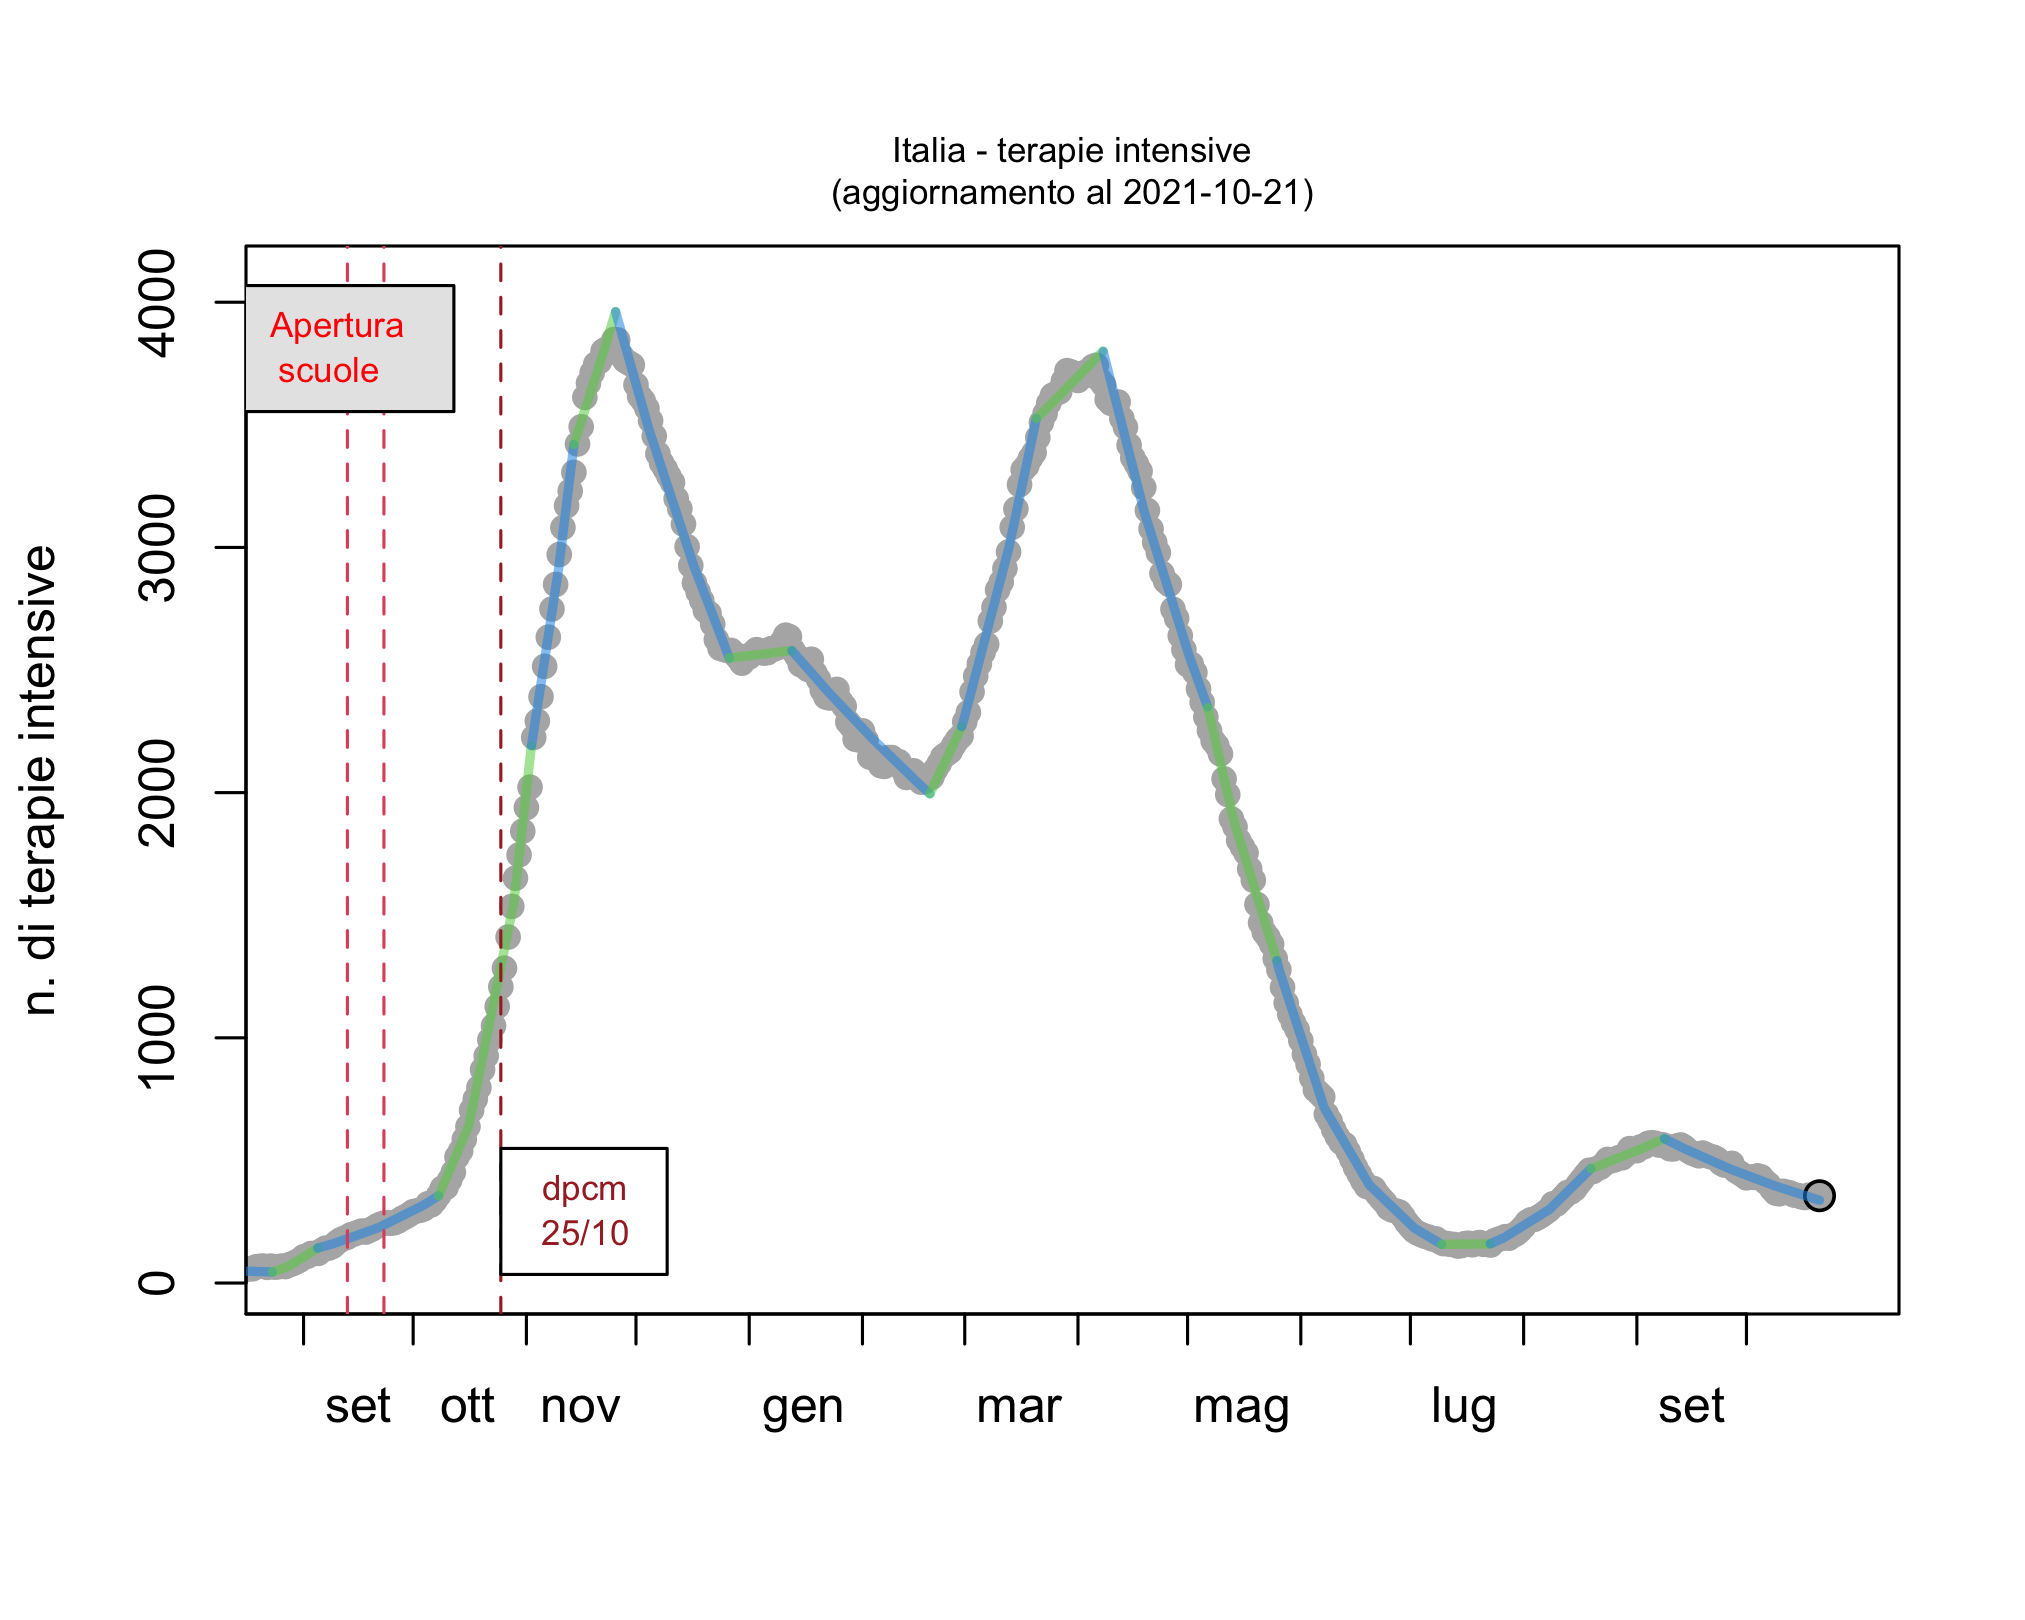 Italia - terapie intensive
(aggiornamento al 2021-10-21)
n. di terapie intensive
4000
3000
2000
1000
0
Apertura
scuole
dpcm
25/10
set ott nov gen mar mag lug set